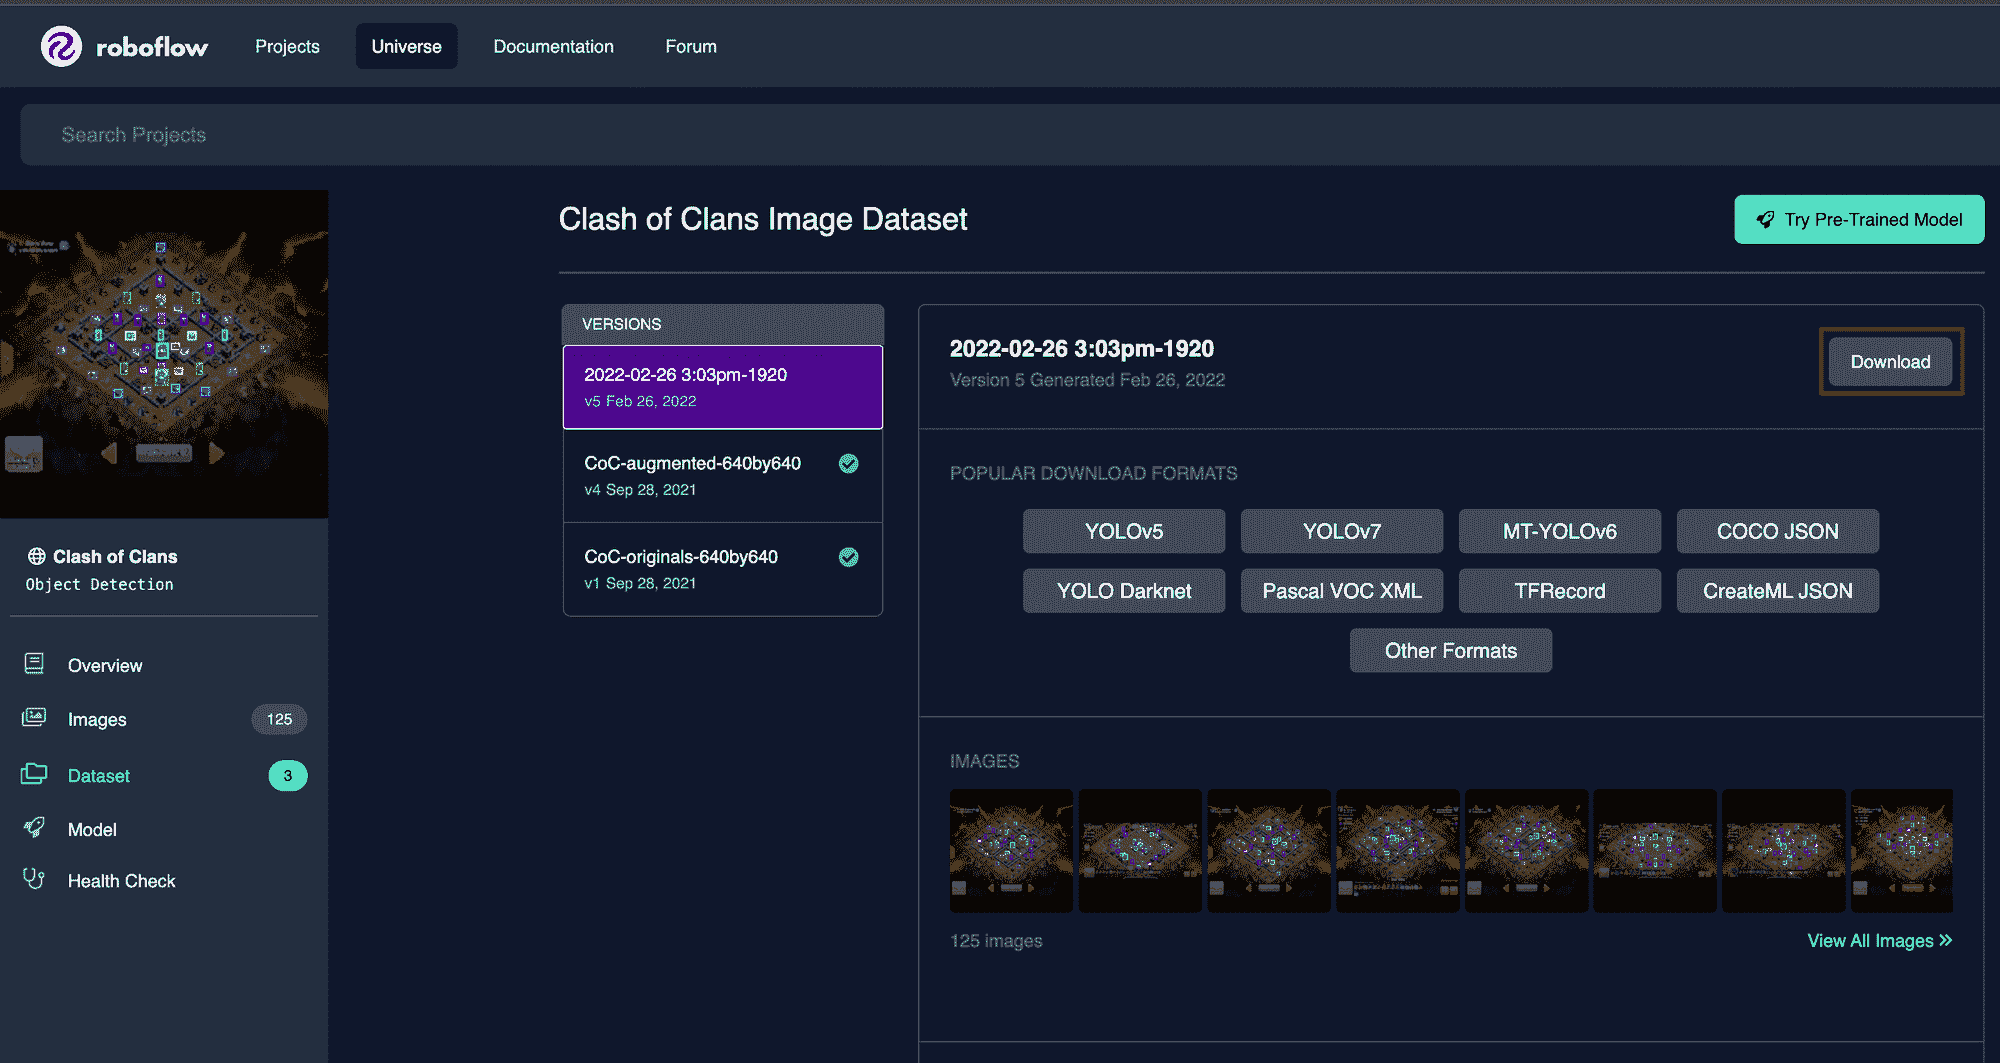 roboflow
Projects
Universe
Documentation
Forum
Search Projects
Clash of Clans Image Dataset
Try Pre-Trained Model
Clash of Clans
Object Detection
Overview
Images 125
Dataset 3
Model
Health Check
VERSIONS
2022-02-26 3:03pm-1920
v5 Feb 26, 2022
CoC-augmented-640by640
v4 Sep 28, 2021
CoC-originals-640by640
v1 Sep 28, 2021
2022-02-26 3:03pm-1920
Version 5 Generated Feb 26, 2022
Download
POPULAR DOWNLOAD FORMATS
YOLOv5
YOLOv7
MT-YOLOv6
COCO JSON
YOLO Darknet
Pascal VOC XML
TFRecord
CreateML JSON
Other Formats
IMAGES
125 images
View All Images »